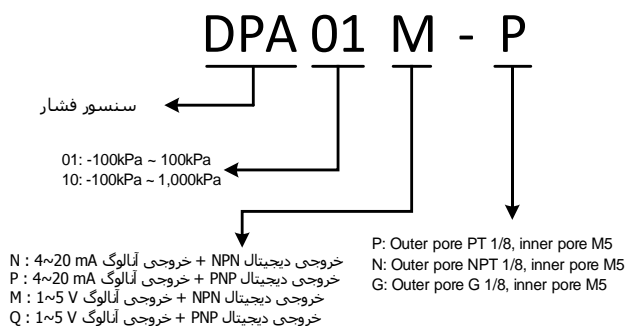 DPA 01 M - P
سنسور فشار
01: -100kPa ~ 100kPa
10: -100kPa ~ 1,000kPa
N : 4~20 mA خروجی دیجیتال NPN + خروجی آنالوگ
P : 4~20 mA خروجی دیجیتال PNP + خروجی آنالوگ
M : 1~5 V خروجی دیجیتال NPN + خروجی آنالوگ
Q : 1~5 V خروجی دیجیتال PNP + خروجی آنالوگ
P: Outer pore PT 1/8, inner pore M5
N: Outer pore NPT 1/8, inner pore M5
G: Outer pore G 1/8, inner pore M5